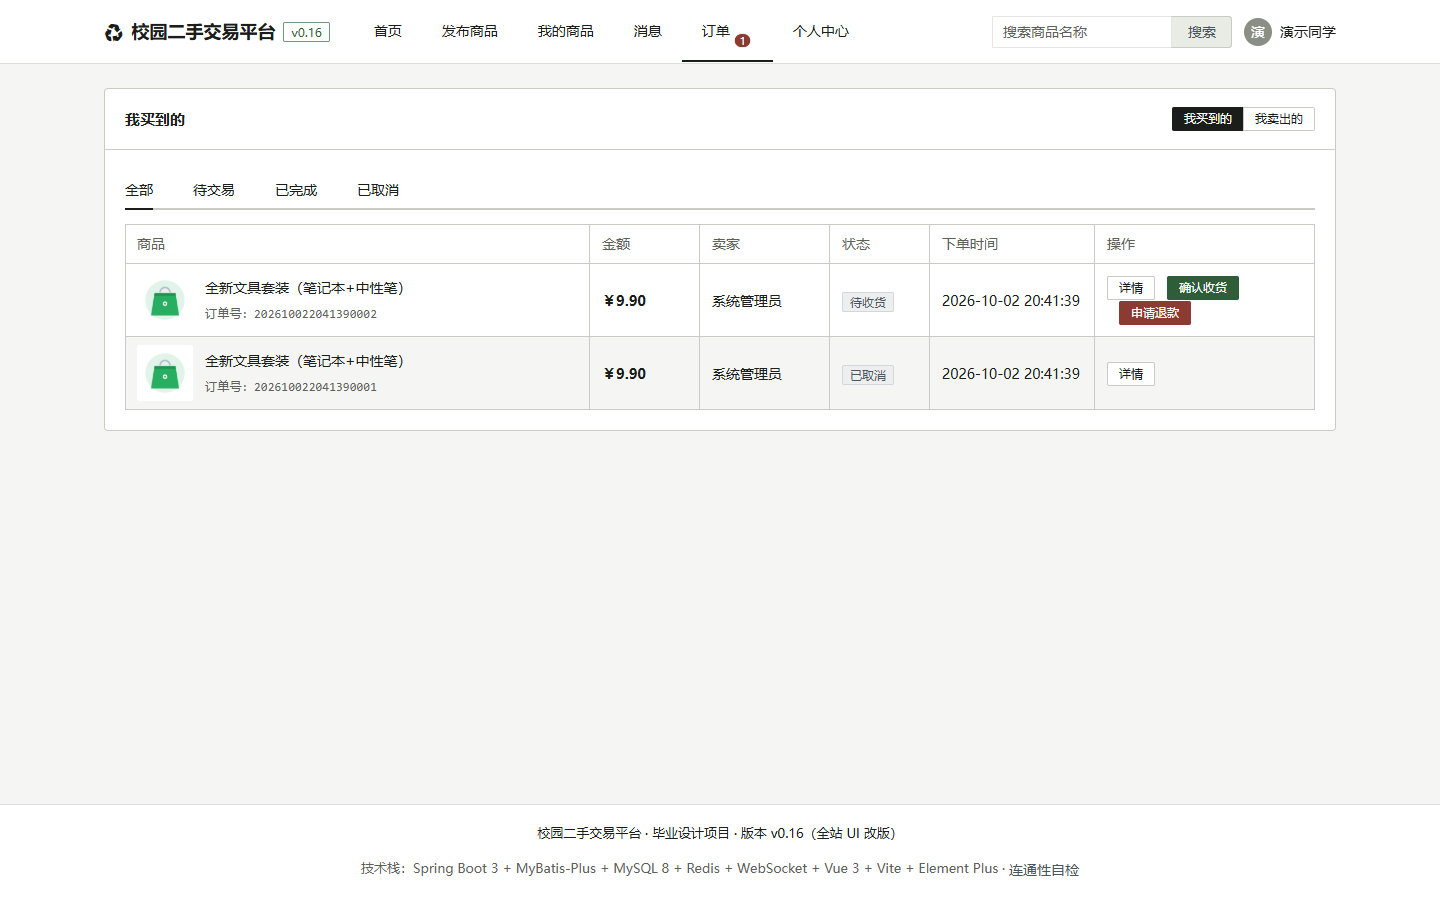 校园二手交易平台 v0.16 首页 发布商品 我的商品 消息 订单 1 个人中心 搜索商品名称 搜索 演 演示同学
我买到的 我买到的 我卖出的
全部 待交易 已完成 已取消
商品 金额 卖家 状态 下单时间 操作
全新文具套装（笔记本+中性笔）
订单号：202610022041390002
¥9.90 系统管理员 待收货 2026-10-02 20:41:39 详情 确认收货
申请退款
全新文具套装（笔记本+中性笔）
订单号：202610022041390001
¥9.90 系统管理员 已取消 2026-10-02 20:41:39 详情
校园二手交易平台 · 毕业设计项目 · 版本 v0.16（全站 UI 改版）
技术栈：Spring Boot 3 + MyBatis-Plus + MySQL 8 + Redis + WebSocket + Vue 3 + Vite + Element Plus · 连通性自检